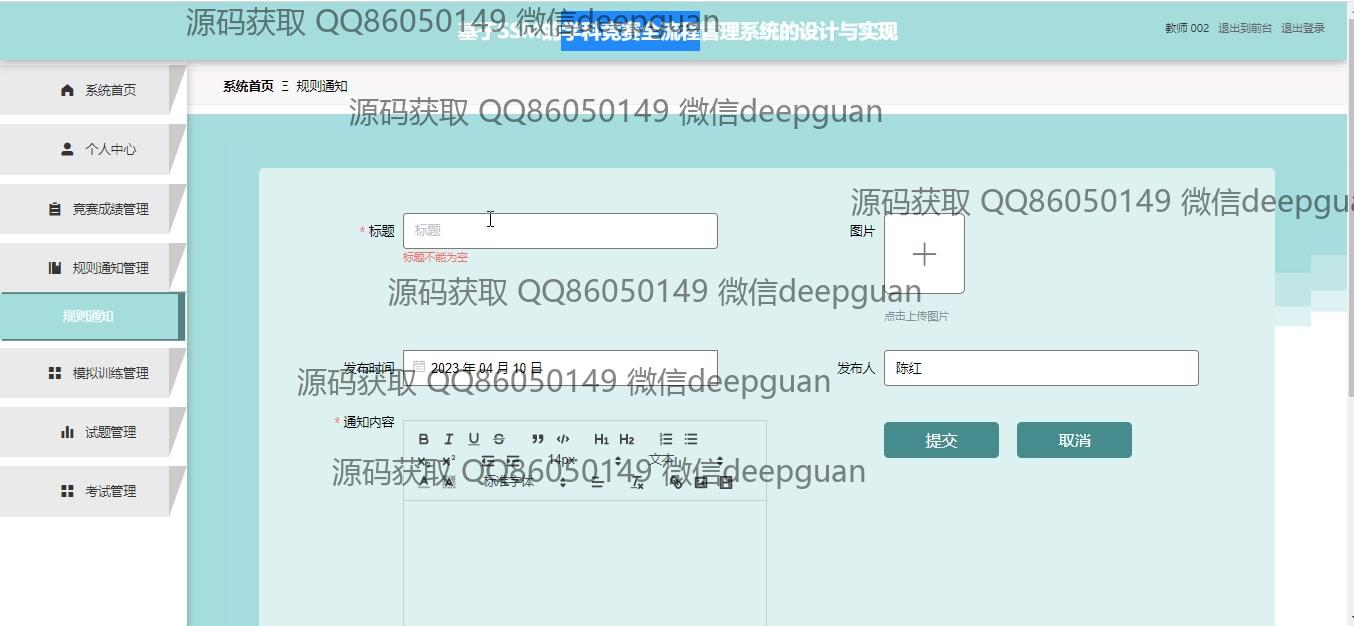 源码获取 QQ86050149 微信deepguan
基于SSM的学科竞赛全流程管理系统的设计与实现
教师 002 退出到前台 退出登录
系统首页
系统首页 Ξ 规则通知
源码获取 QQ86050149 微信deepguan
个人中心
源码获取 QQ86050149 微信deepgu
竞赛成绩管理
* 标题 标题
图片
标题不能为空
规则通知管理
源码获取 QQ86050149 微信deepguan
规则通知
点击上传图片
发布时间 2023 年 04 月 10 日
发布人 陈红
模拟训练管理
源码获取 QQ86050149 微信deepguan
* 通知内容
试题管理
B I U S ” </> H1 H2
提交 取消
X₂ X² 14px 文本
源码获取 QQ86050149 微信deepguan
A A 标准字体 Tx
考试管理